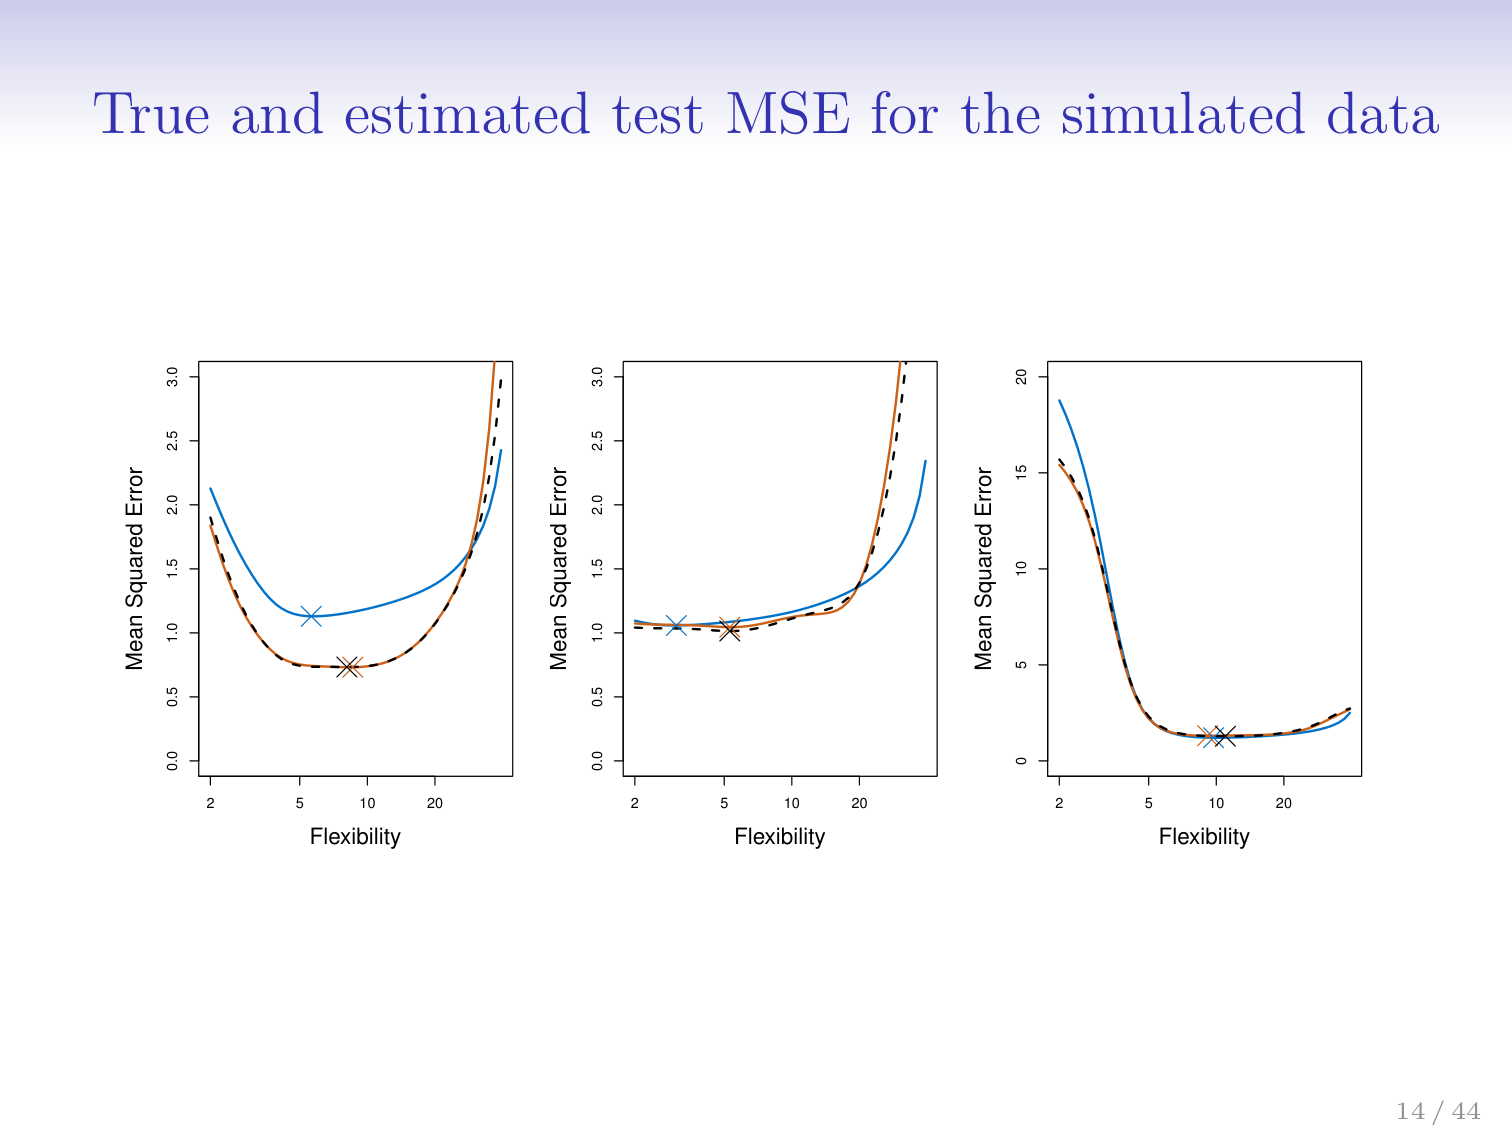 True and estimated test MSE for the simulated data
Mean Squared Error
0.0 0.5 1.0 1.5 2.0 2.5 3.0
2 5 10 20
Flexibility
Mean Squared Error
0.0 0.5 1.0 1.5 2.0 2.5 3.0
2 5 10 20
Flexibility
Mean Squared Error
0 5 10 15 20
2 5 10 20
Flexibility
14 / 44